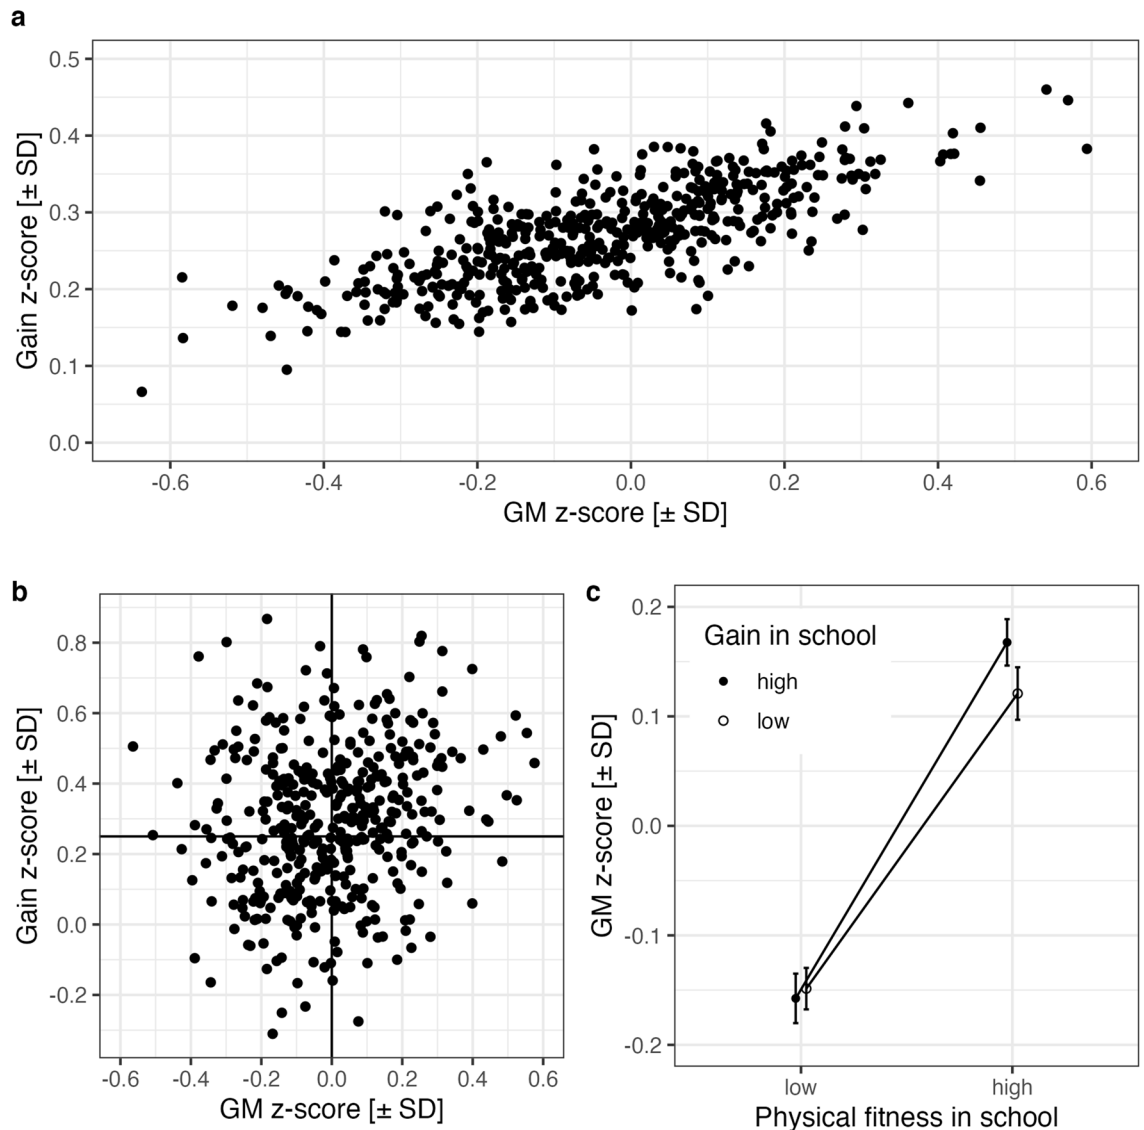 a
0.5
0.4
0.3
0.2
0.1
0.0
Gain z-score [± SD]
-0.6 -0.4 -0.2 0.0 0.2 0.4 0.6
GM z-score [± SD]
b
0.8
0.6
0.4
0.2
0.0
-0.2
Gain z-score [± SD]
-0.6 -0.4 -0.2 0.0 0.2 0.4 0.6
GM z-score [± SD]
c
0.2
0.1
0.0
-0.1
-0.2
GM z-score [± SD]
Gain in school
high
low
low high
Physical fitness in school